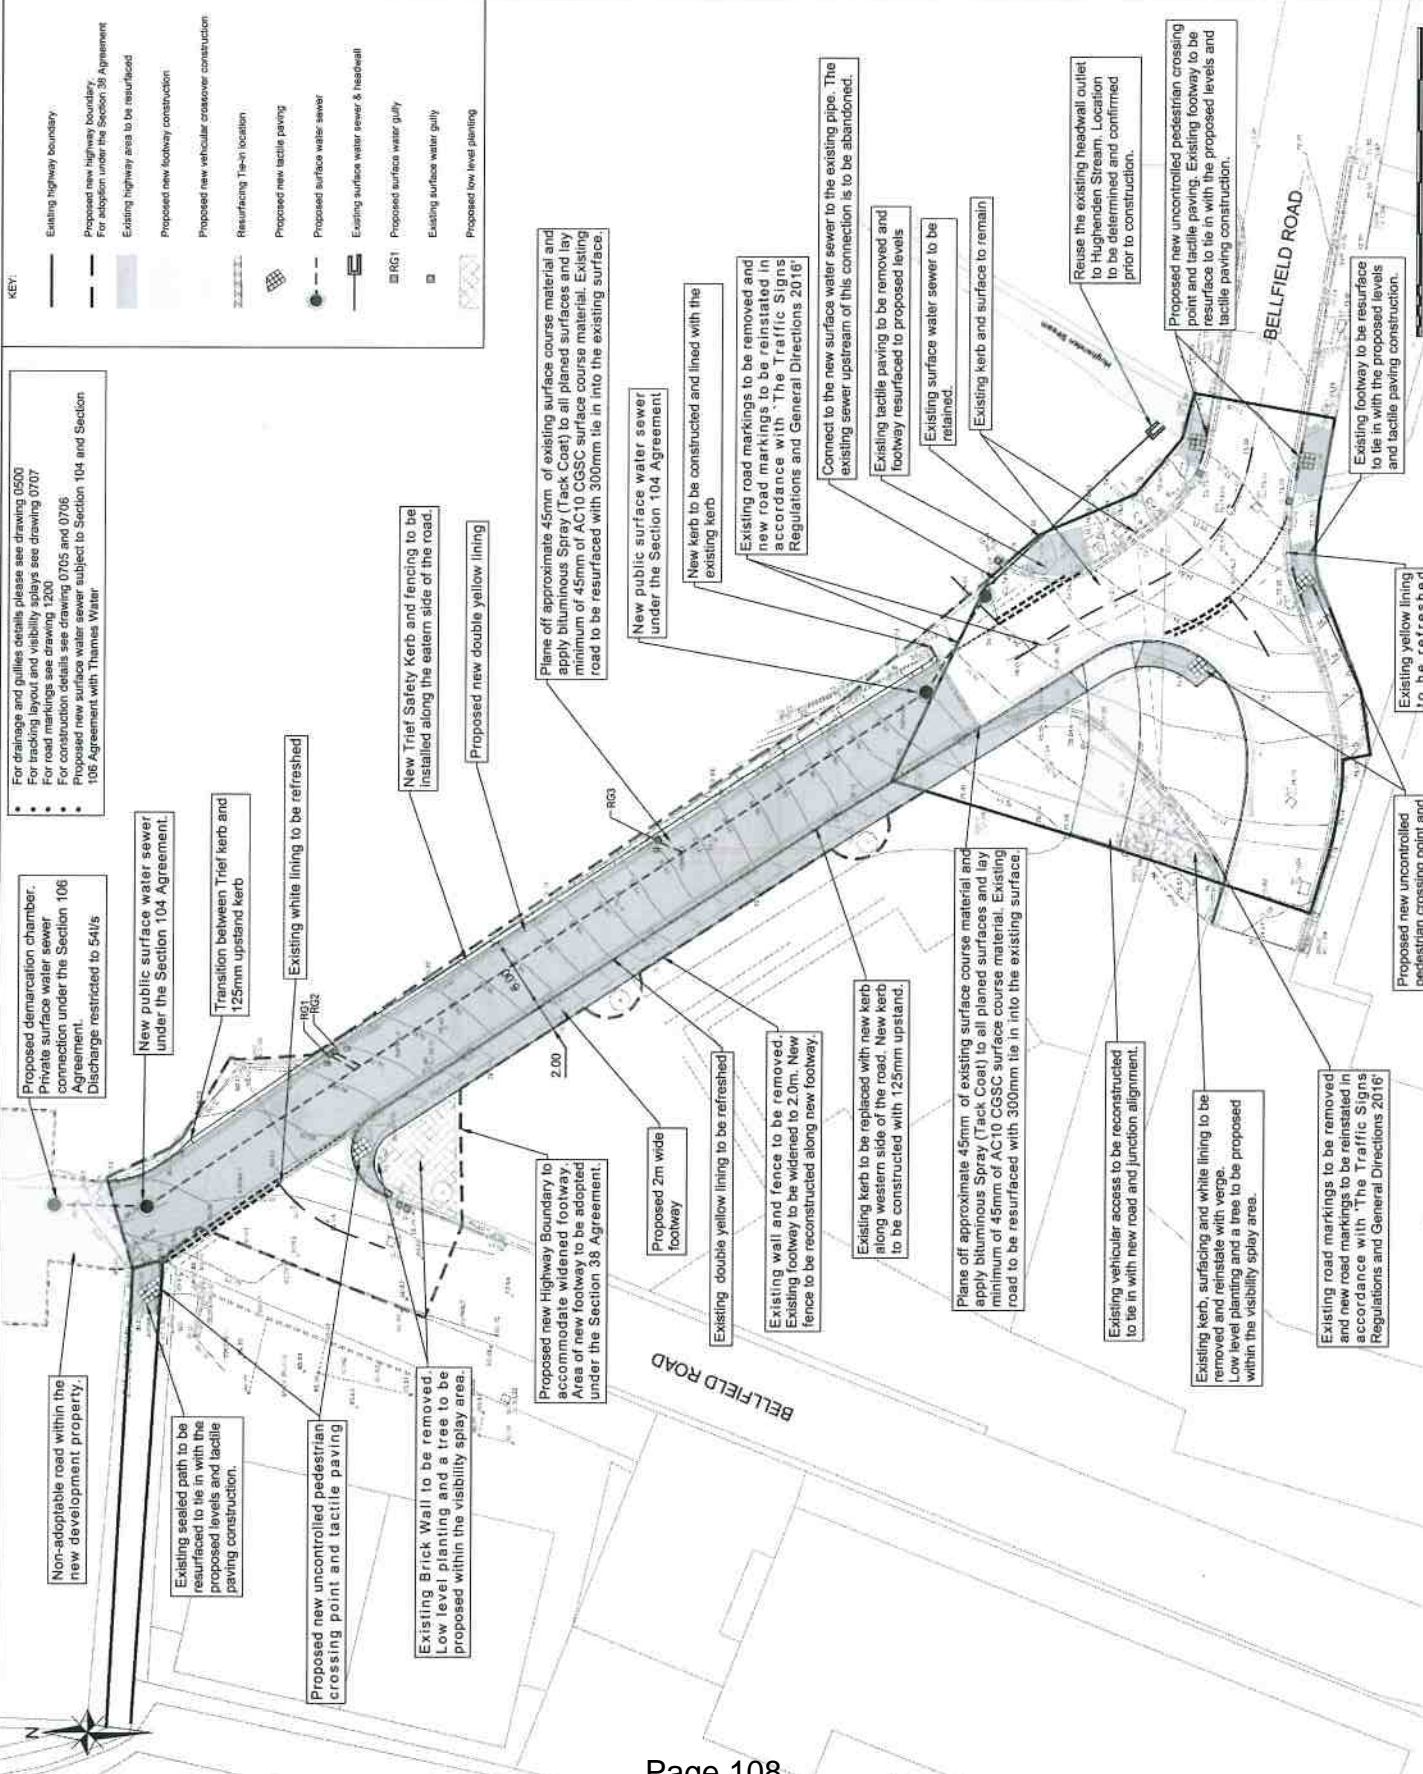 KEY:
Existing highway boundary
Proposed new highway boundary.
For adoption under the Section 38 Agreement
Existing highway area to be resurfaced
Proposed new footway construction
Proposed new vehicular crossover construction
Resurfacing Tie-in location
Proposed new tactile paving
Proposed surface water sewer
Existing surface water sewer & headwall
RG1 Proposed surface water gully
Existing surface water gully
Proposed low level planting
• For drainage and gullies details please see drawing 0500
• For tracking layout and visibility splays see drawing 0707
• For road markings see drawing 1200
• For construction details see drawing 0705 and 0706
• Proposed new surface water sewer subject to Section 104 and Section
106 Agreement with Thames Water
Proposed demarcation chamber.
Private surface water sewer
connection under the Section 106
Agreement.
Discharge restricted to 54l/s
New public surface water sewer
under the Section 104 Agreement.
Transition between Trief kerb and
125mm upstand kerb
Existing white lining to be refreshed
RG1
RG2
New Trief Safety Kerb and fencing to be
installed along the eatern side of the road.
Proposed new double yellow lining
Plane off approximate 45mm of existing surface course material and
apply bituminous Spray (Tack Coat) to all planed surfaces and lay
minimum of 45mm of AC10 CGSC surface course material. Existing
road to be resurfaced with 300mm tie in into the existing surface.
RG3
New public surface water sewer
under the Section 104 Agreement
New kerb to be constructed and lined with the
existing kerb
Existing road markings to be removed and
new road markings to be reinstated in
accordance with 'The Traffic Signs
Regulations and General Directions 2016'
Connect to the new surface water sewer to the existing pipe. The
existing sewer upstream of this connection is to be abandoned.
Existing tactile paving to be removed and
footway resurfaced to proposed levels
Existing surface water sewer to be
retained.
Existing kerb and surface to remain
Hughenden Stream
Reuse the existing headwall outlet
to Hughenden Stream. Location
to be determined and confirmed
prior to construction.
Proposed new uncontrolled pedestrian crossing
point and tactile paving. Existing footway to be
resurface to tie in with the proposed levels and
tactile paving construction.
BELLFIELD ROAD
Existing footway to be resurface
to tie in with the proposed levels
and tactile paving construction.
Existing yellow lining
to be refreshed
Proposed new uncontrolled
pedestrian crossing point and
6.00
2.00
Non-adoptable road within the
new development property.
Existing sealed path to be
resurfaced to tie in with the
proposed levels and tactile
paving construction.
Proposed new uncontrolled pedestrian
crossing point and tactile paving
Existing Brick Wall to be removed.
Low level planting and a tree to be
proposed within the visibility splay area.
Proposed new Highway Boundary to
accommodate widened footway.
Area of new footway to be adopted
under the Section 38 Agreement.
Proposed 2m wide
footway
Existing double yellow lining to be refreshed
Existing wall and fence to be removed.
Existing footway to be widened to 2.0m. New
fence to be reconstructed along new footway.
Existing kerb to be replaced with new kerb
along western side of the road. New kerb
to be constructed with 125mm upstand.
Plane off approximate 45mm of existing surface course material and
apply bituminous Spray (Tack Coat) to all planed surfaces and lay
minimum of 45mm of AC10 CGSC surface course material. Existing
road to be resurfaced with 300mm tie in into the existing surface.
Existing vehicular access to be reconstructed
to tie in with new road and junction alignment.
Existing kerb, surfacing and white lining to be
removed and reinstate with verge.
Low level planting and a tree to be proposed
within the visibility splay area.
Existing road markings to be removed
and new road markings to be reinstated in
accordance with 'The Traffic Signs
Regulations and General Directions 2016'
BELLFIELD ROAD
N
Page 108